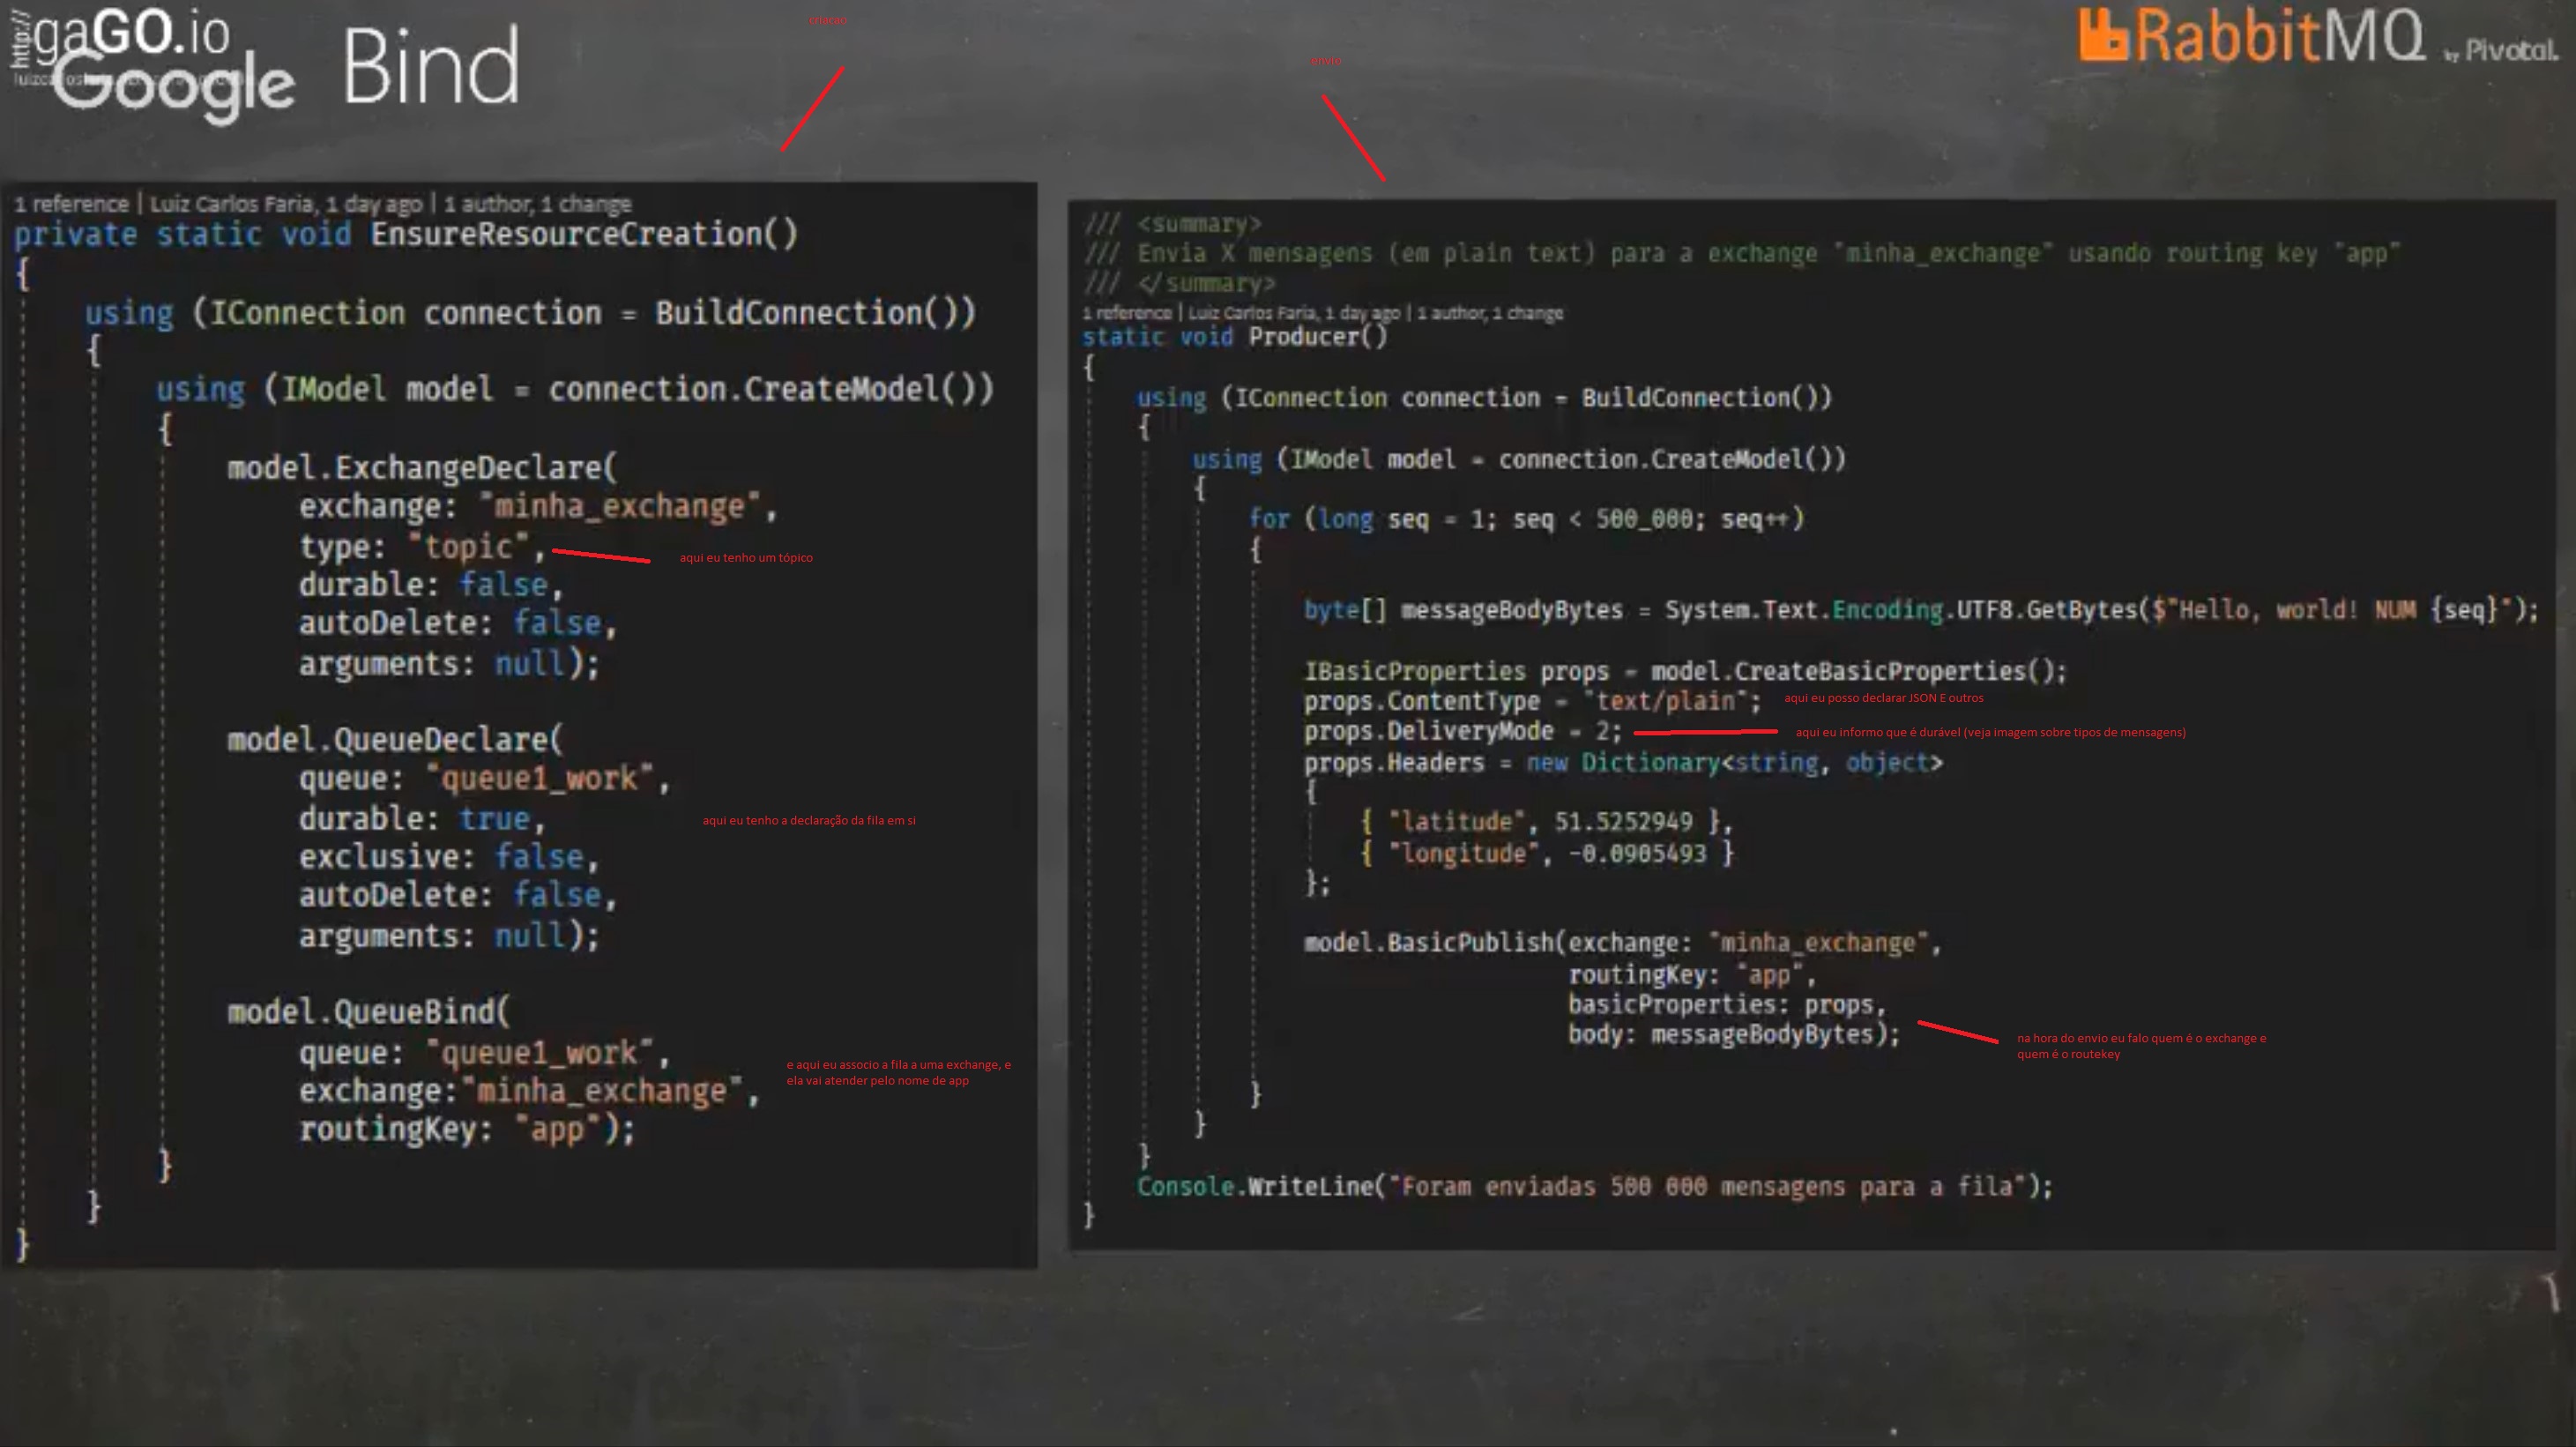 http://
gaGO.io
Google
Bind
criacao
envio
RabbitMQ by Pivotal.
1 reference | Luiz Carlos Faria, 1 day ago | 1 author, 1 change
private static void EnsureResourceCreation()
{
using (IConnection connection = BuildConnection())
{
using (IModel model = connection.CreateModel())
{
model.ExchangeDeclare(
exchange: "minha_exchange",
type: "topic",
aqui eu tenho um tópico
durable: false,
autoDelete: false,
arguments: null);
model.QueueDeclare(
queue: "queue1_work",
durable: true,
aqui eu tenho a declaração da fila em si
exclusive: false,
autoDelete: false,
arguments: null);
model.QueueBind(
queue: "queue1_work",
exchange:"minha_exchange",
routingKey: "app");
e aqui eu associo a fila a uma exchange, e
ela vai atender pelo nome de app
}
}
}
/// <summary>
/// Envia X mensagens (em plain text) para a exchange "minha_exchange" usando routing key "app"
/// </summary>
1 reference | Luiz Carlos Faria, 1 day ago | 1 author, 1 change
static void Producer()
{
using (IConnection connection = BuildConnection())
{
using (IModel model = connection.CreateModel())
{
for (long seq = 1; seq < 500_000; seq++)
{
byte[] messageBodyBytes = System.Text.Encoding.UTF8.GetBytes($"Hello, world! NUM {seq}");
IBasicProperties props = model.CreateBasicProperties();
props.ContentType = "text/plain";
aqui eu posso declarar JSON E outros
props.DeliveryMode = 2;
aqui eu informo que é durável (veja imagem sobre tipos de mensagens)
props.Headers = new Dictionary<string, object>
{
{ "latitude", 51.5252949 },
{ "longitude", -0.0905493 }
};
model.BasicPublish(exchange: "minha_exchange",
routingKey: "app",
basicProperties: props,
body: messageBodyBytes);
na hora do envio eu falo quem é o exchange e
quem é o routekey
}
}
}
Console.WriteLine("Foram enviadas 500 000 mensagens para a fila");
}